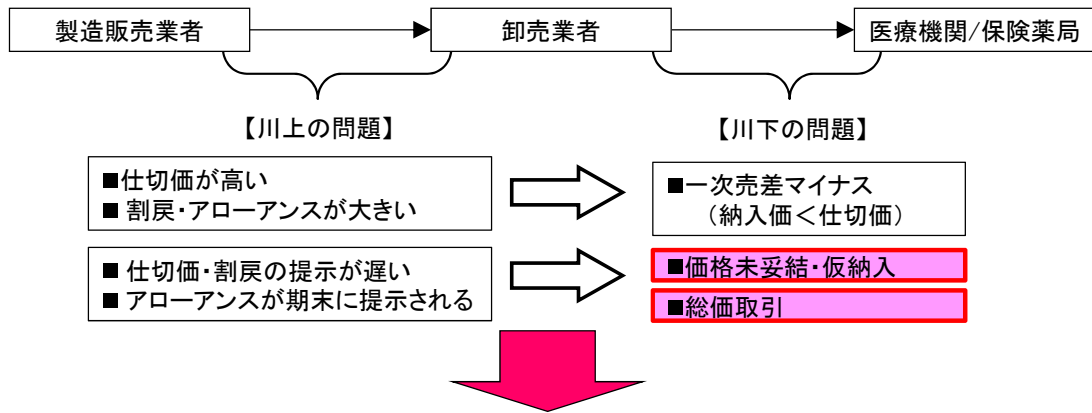 製造販売業者
卸売業者
医療機関/保険薬局
【川上の問題】
【川下の問題】
■仕切価が高い
■ 割戻・アローアンスが大きい
■一次売差マイナス
（納入価＜仕切価）
■ 仕切価・割戻の提示が遅い
■ アローアンスが期末に提示される
■価格未妥結・仮納入
■総価取引